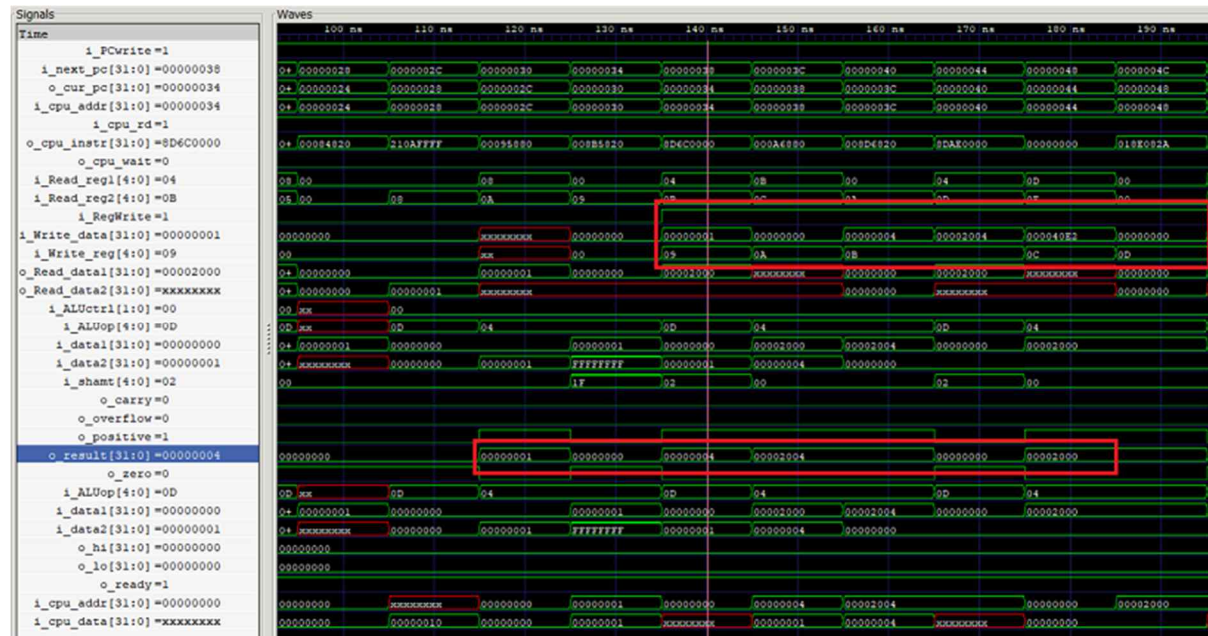 Signals Waves
Time 100 ns 110 ns 120 ns 130 ns 140 ns 150 ns 160 ns 170 ns 180 ns 190 ns
i_PCwrite=1
i_next_pc[31:0] =00000038 0+ 00000028 0000002C 00000030 00000034 00000038 0000003C 00000040 00000044 00000048 0000004C
o_cur_pc[31:0] =00000034 0+ 00000024 00000028 0000002C 00000030 00000034 00000038 0000003C 00000040 00000044 00000048
i_cpu_addr[31:0] =00000034 0+ 00000024 00000028 0000002C 00000030 00000034 00000038 0000003C 00000040 00000044 00000048
i_cpu_rd=1
o_cpu_instr[31:0] =8D6C0000 0+ 00084820 210AFFFF 00095880 008B5820 8D6C0000 000A6880 008D6820 8DAE0000 00000000 018E082A
o_cpu_wait=0
i_Read_reg1[4:0] =04 08 00 08 00 04 0B 00 04 0D 00
i_Read_reg2[4:0] =0B 05 00 08 0A 09 0B 0C 0D 00
i_RegWrite=1
i_Write_data[31:0] =00000001 00000000 xxxxxxxx 00000000 00000001 00000000 00000004 00002004 000040E2 00000000
i_Write_reg[4:0] =09 00 xx 00 09 0A 0B 0C 0D
o_Read_data1[31:0] =00002000 0+ 00000000 00000001 00000000 00002000 xxxxxxxx 00000000 00002000 xxxxxxxx 00000000
o_Read_data2[31:0] =xxxxxxxx 0+ 00000000 00000001 xxxxxxxx 00000000 xxxxxxxx 00000000
i_ALUctrl[1:0] =00 00 xx 00
i_ALUop[4:0] =0D 0D xx 0D 04 0D 04 0D 04
i_data1[31:0] =00000000 0+ 00000001 00000000 00000001 00000000 00002000 00002004 00000000 00002000
i_data2[31:0] =00000001 0+ xxxxxxxx 00000000 00000001 FFFFFFFF 00000001 00000004 00000000
i_shamt[4:0] =02 00 1F 02 00 02 00
o_carry=0
o_overflow=0
o_positive=1
o_result[31:0] =00000004 00000000 00000001 00000000 00000004 00002004 00000000 00002000
o_zero=0
i_ALUop[4:0] =0D 0D xx 0D 04 0D 04 0D 04
i_data1[31:0] =00000000 0+ 00000001 00000000 00000001 00000000 00002000 00002004 00000000 00002000
i_data2[31:0] =00000001 0+ xxxxxxxx 00000000 00000001 FFFFFFFF 00000001 00000004 00000000
o_hi[31:0] =00000000 00000000
o_lo[31:0] =00000000 00000000
o_ready=1
i_cpu_addr[31:0] =00000000 00000000 xxxxxxxx 00000000 00000001 00000000 00000004 00002004 00000000 00002000
i_cpu_data[31:0] =xxxxxxxx 00000000 00000010 00000000 00000001 xxxxxxxx 00000001 00000004 xxxxxxxx 00000000